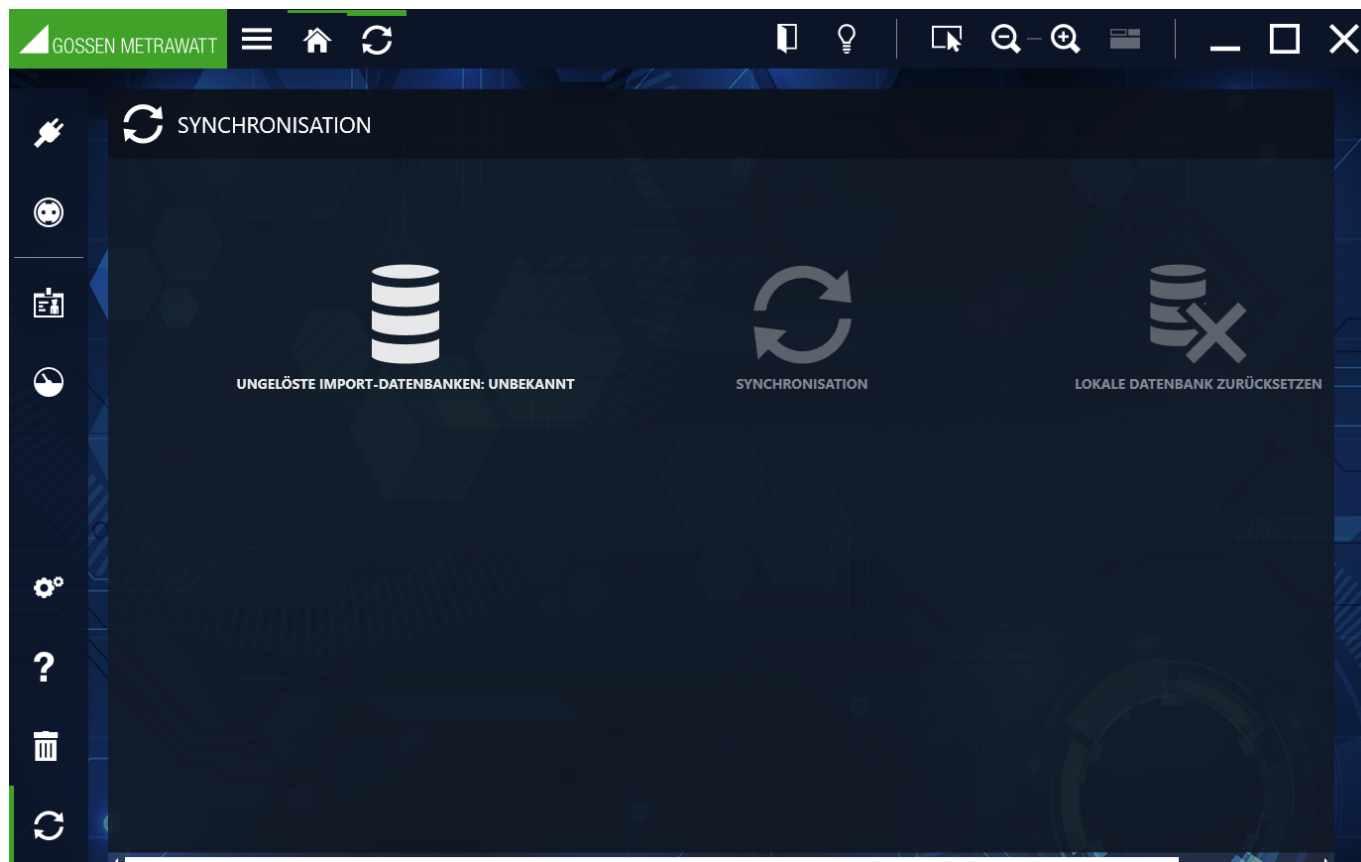 GOSSEN METRAWATT
SYNCHRONISATION
UNGELÖSTE IMPORT-DATENBANKEN: UNBEKANNT
SYNCHRONISATION
LOKALE DATENBANK ZURÜCKSETZEN
?